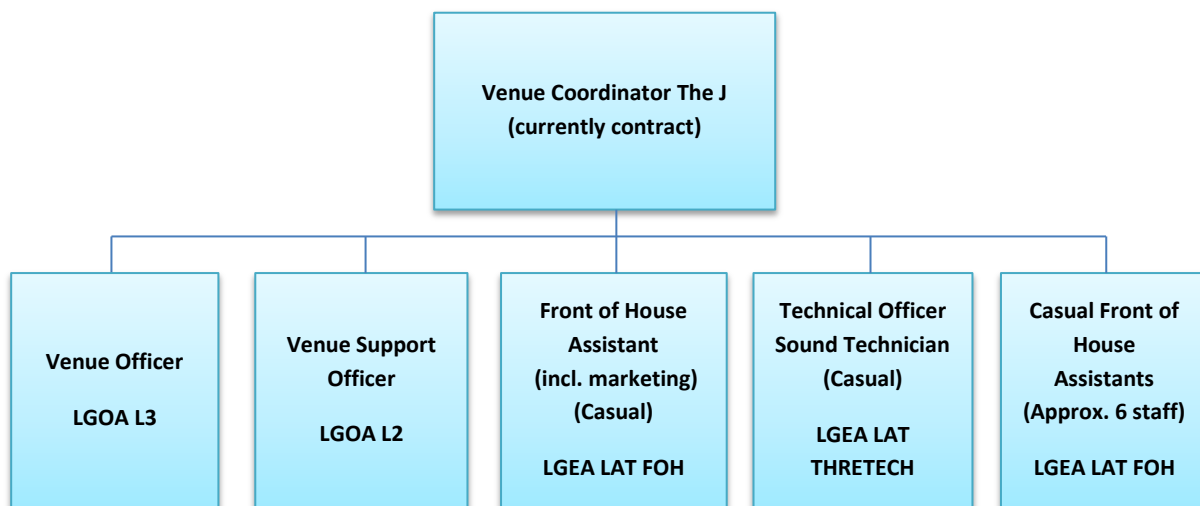 Venue Coordinator The J
(currently contract)
Venue Officer
LGOA L3
Venue Support
Officer
LGOA L2
Front of House
Assistant
(incl. marketing)
(Casual)
LGEA LAT FOH
Technical Officer
Sound Technician
(Casual)
LGEA LAT
THRETECH
Casual Front of
House
Assistants
(Approx. 6 staff)
LGEA LAT FOH